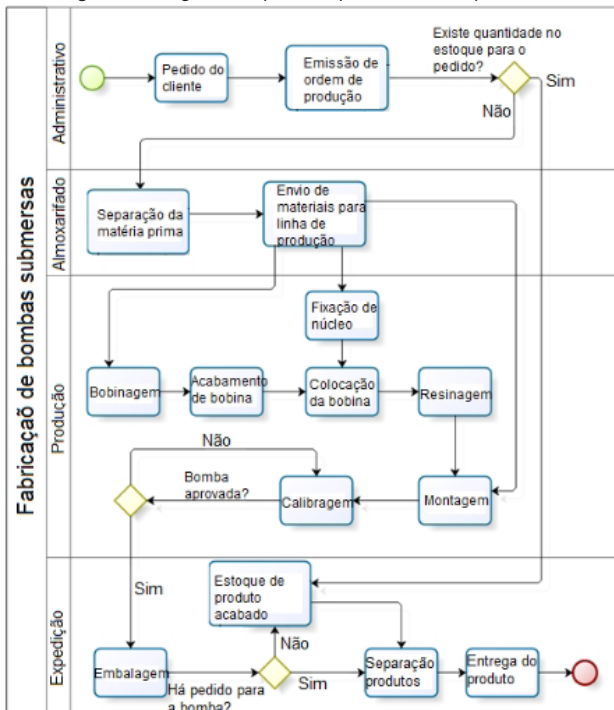 Fabricação de bombas submersas
Administrativo
Pedido do
cliente
Emissão de
ordem de
produção
Existe quantidade no
estoque para o
pedido?
Sim
Não
Almoxarifado
Separação da
matéria prima
Envio de
materiais para
linha de
produção
Produção
Fixação de
núcleo
Bobinagem
Acabamento
de bobina
Colocação
da bobina
Resinagem
Não
Bomba
aprovada?
Calibragem
Montagem
Sim
Expedição
Estoque de
produto
acabado
Não
Embalagem
Há pedido para
a bomba?
Sim
Separação
produtos
Entrega do
produto